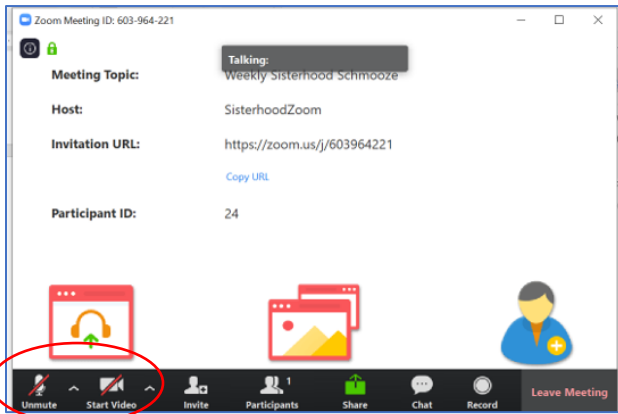 Zoom Meeting ID: 603-964-221
Talking:
Meeting Topic: Weekly Sisterhood Schmooze
Host: SisterhoodZoom
Invitation URL: https://zoom.us/j/603964221
Copy URL
Participant ID: 24
1
Unmute Start Video Invite Participants Share Chat Record Leave Meeting